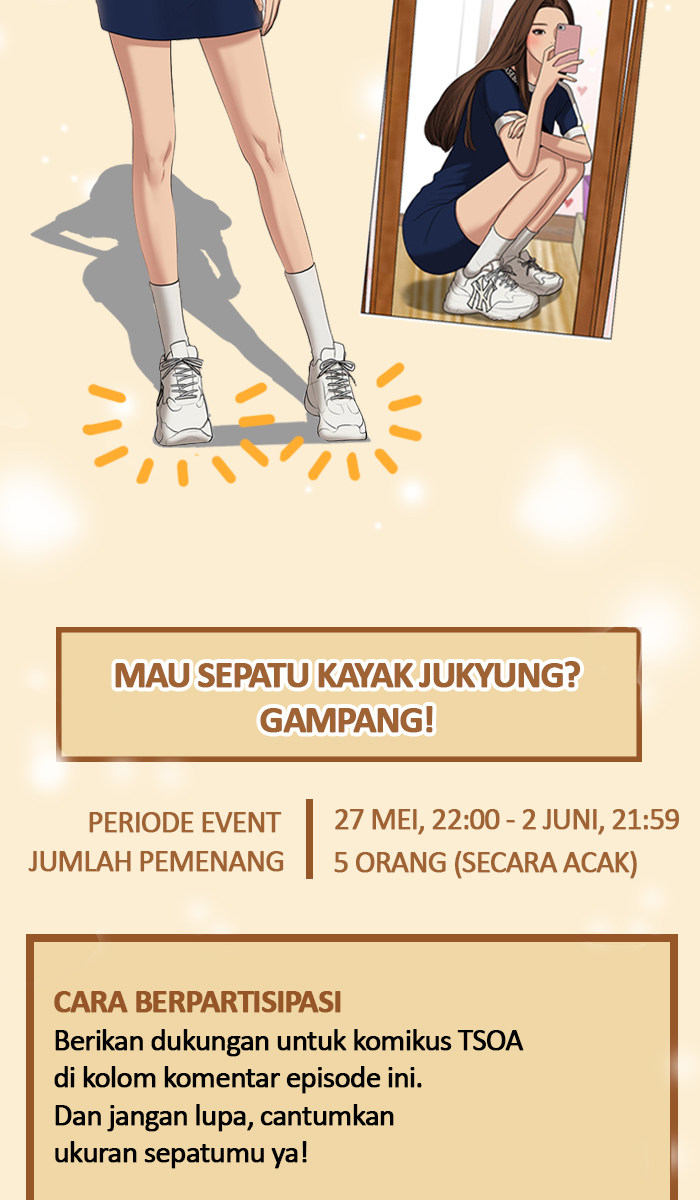 MAU SEPATU KAYAK JUKYUNG?
GAMPANG!
PERIODE EVENT
27 MEI, 22:00 - 2 JUNI, 21:59
JUMLAH PEMENANG
5 ORANG (SECARA ACAK)
CARA BERPARTISIPASI
Berikan dukungan untuk komikus TSOA
di kolom komentar episode ini.
Dan jangan lupa, cantumkan
ukuran sepatumu ya!